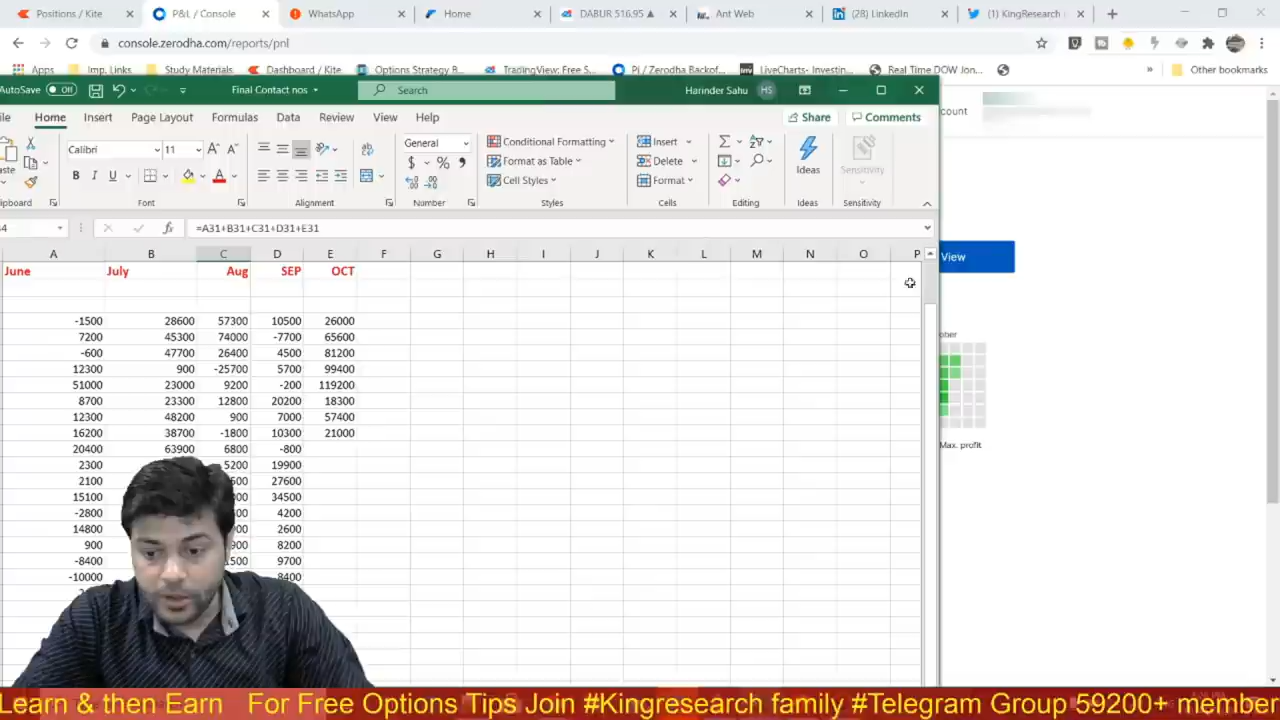 Positions / Kite
P&L / Console
WhatsApp
Home
DABUR 516.95 ▲
Ant Web
(28) LinkedIn
(1) KingResearch
console.zerodha.com/reports/pnl
Apps
Imp. Links
Study Materials
Dashboard / Kite
Options Strategy B...
TradingView: Free S...
Pi / Zerodha Backof...
LiveCharts- Investin...
Real Time DOW Jon...
Other bookmarks
AutoSave
Off
Final Contact nos
Search
Harinder Sahu
HS
ile
Home
Insert
Page Layout
Formulas
Data
Review
View
Help
Share
Comments
aste
Calibri
11
General
Conditional Formatting
Format as Table
Cell Styles
Insert
Delete
Format
Ideas
Sensitivity
lipboard
Font
Alignment
Number
Styles
Cells
Editing
Ideas
Sensitivity
=A31+B31+C31+D31+E31
A B C D E F G H I J K L M N O P
June July Aug SEP OCT
-1500 28600 57300 10500 26000
7200 45300 74000 -7700 65600
-600 47700 26400 4500 81200
12300 900 -25700 5700 99400
51000 23000 9200 -200 119200
8700 23300 12800 20200 18300
12300 48200 900 7000 57400
16200 38700 -1800 10300 21000
20400 63900 6800 -800
2300 5200 19900
2100 27600
15100 34500
-2800 4200
14800 2600
900 8200
-8400 9700
-10000 8400
count
View
ober
Max. profit
Learn & then Earn For Free Options Tips Join #Kingresearch family #Telegram Group 59200+ member